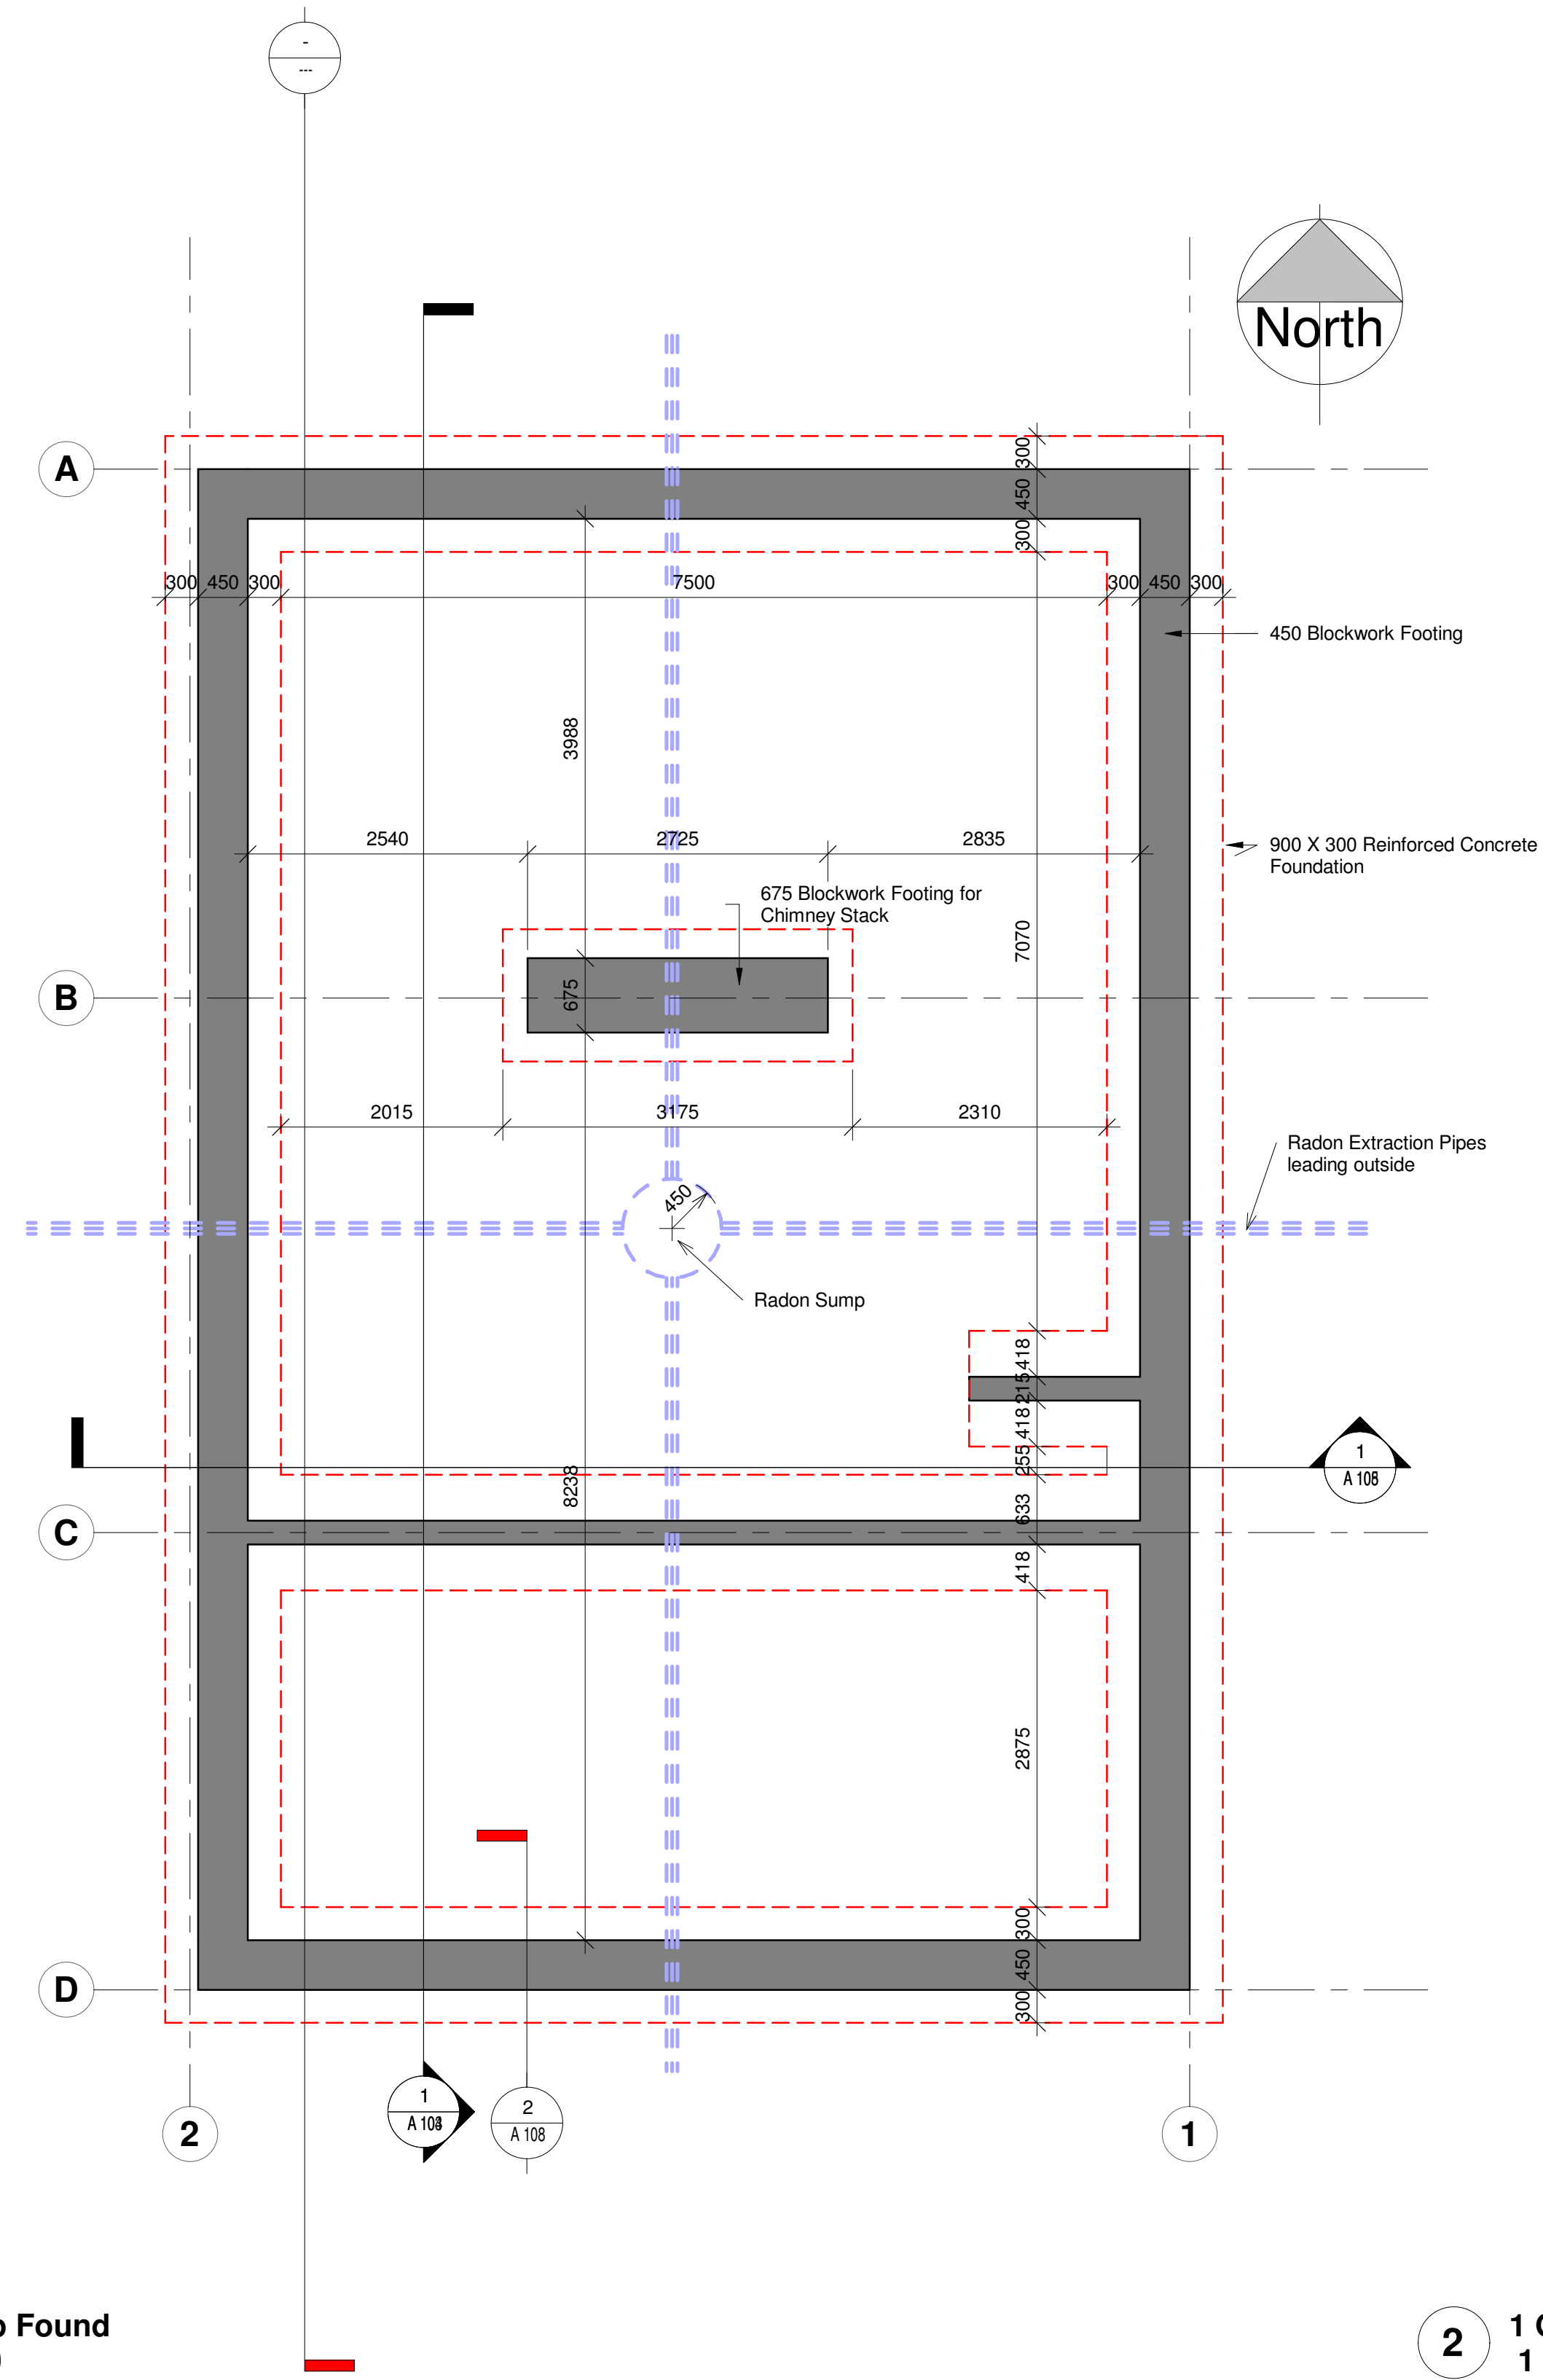 -
---
North
A
300
450
300
300 450 300
7500
300 450 300
450 Blockwork Footing
3988
2540
2725
2835
900 X 300 Reinforced Concrete
Foundation
675 Blockwork Footing for
Chimney Stack
7070
B
675
2015
3175
2310
Radon Extraction Pipes
leading outside
450
Radon Sump
418
215
418
255
1
8238
633
C
418
2875
300
450
300
D
2
1
2
1
A 108
Found
2
1
1